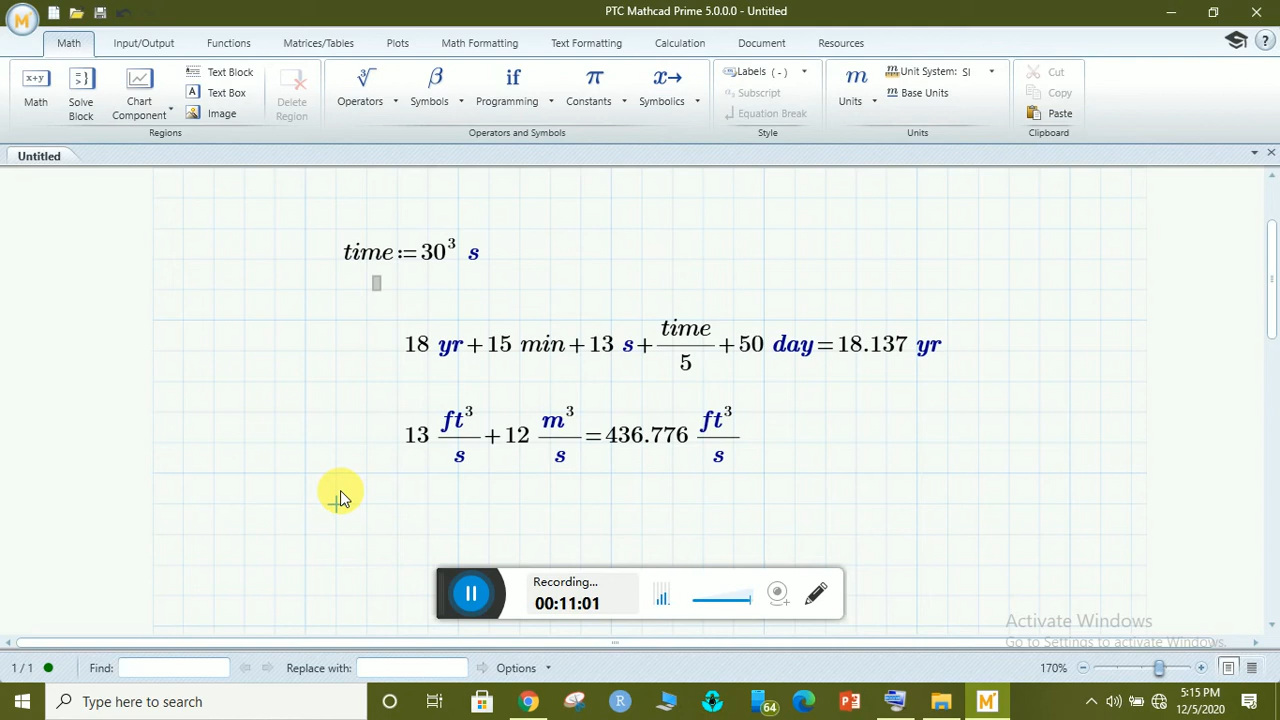 PTC Mathcad Prime 5.0.0.0 - Untitled
Math Input/Output Functions Matrices/Tables Plots Math Formatting Text Formatting Calculation Document Resources
Math
Solve Block
Chart Component
Text Block
Text Box
Image
Delete Region
Regions
Operators
Symbols
if
Programming
π
Constants
Symbolics
Operators and Symbols
Labels ( - )
Subscript
Equation Break
Style
Units
Unit System: SI
Base Units
Units
Cut
Copy
Paste
Clipboard
Untitled
time:=30³ s
18 yr+15 min+13 s+time/5+50 day=18.137 yr
13 ft³/s+12 m³/s=436.776 ft³/s
Recording...
00:11:01
Activate Windows
Go to Settings to activate Windows.
1 / 1 Find: Replace with: Options 170%
Type here to search
64
5:15 PM
12/5/2020